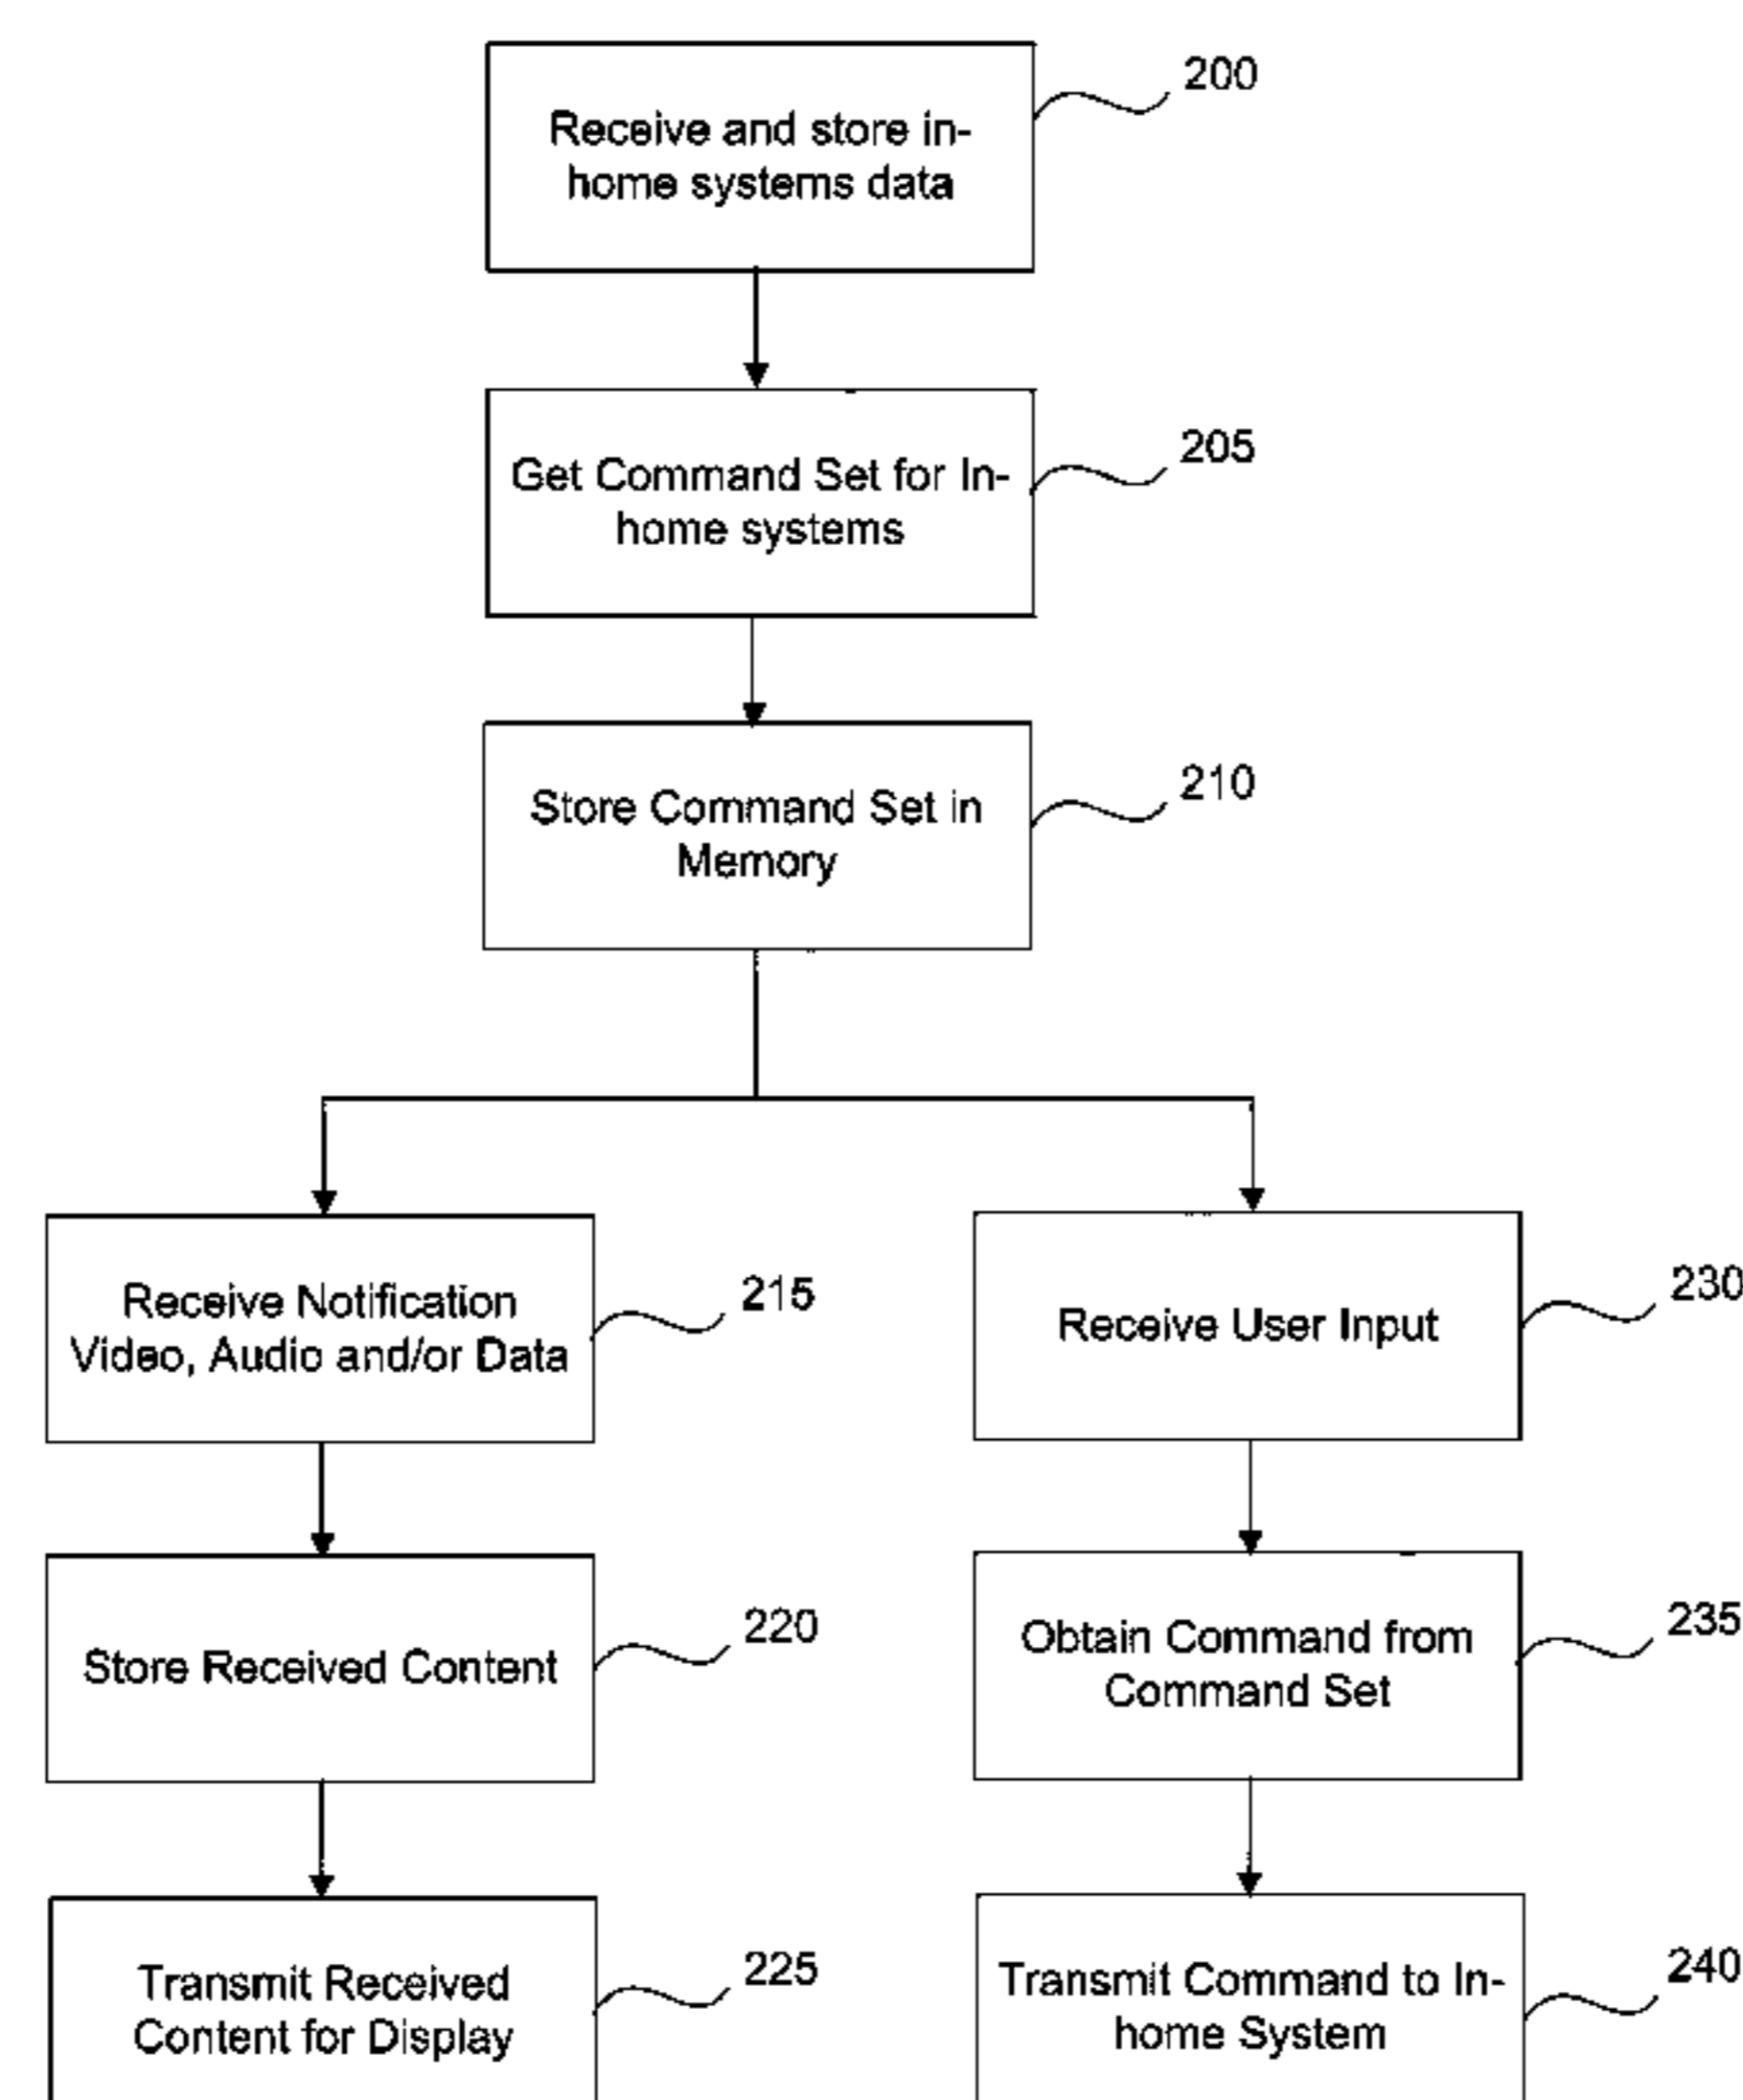 200
Receive and store in-
home systems data
205
Get Command Set for In-
home systems
210
Store Command Set in
Memory
215
Receive Notification
Video, Audio and/or Data
230
Receive User Input
220
Store Received Content
235
Obtain Command from
Command Set
225
Transmit Received
Content for Display
240
Transmit Command to In-
home System